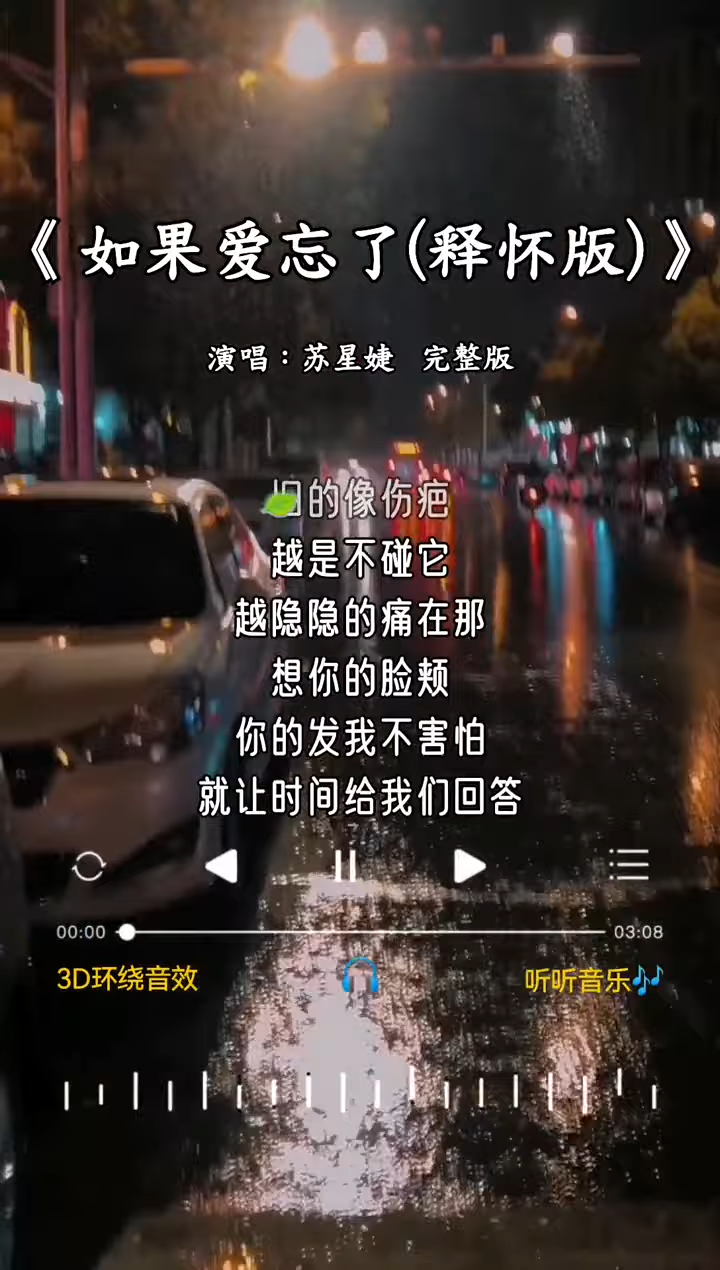 《如果爱忘了(释怀版)》
演唱：苏星婕 完整版
旧的像伤疤
越是不碰它
越隐隐的痛在那
想你的脸颊
你的发我不害怕
就让时间给我们回答
00:00 03:08
3D环绕音效 听听音乐